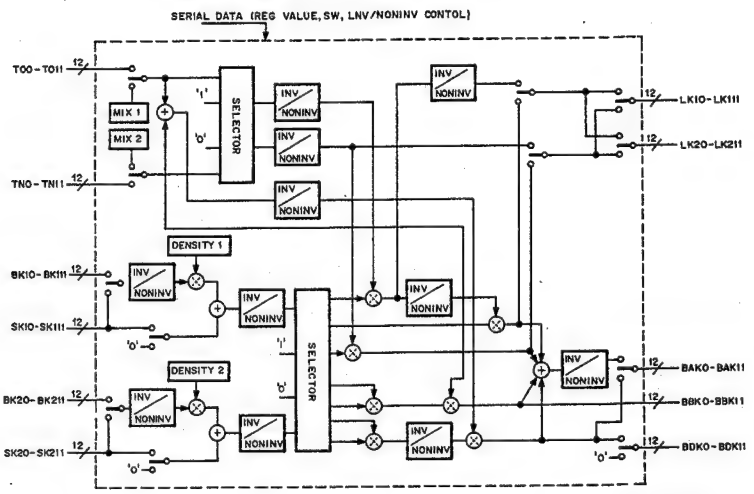 SERIAL DATA (REG VALUE, SW, LNV/NONINV CONTOL)
TO0-TO11 12
MIX 1
MIX 2
TN0-TN11 12
'1'
'0'
SELECTOR
INV/NONINV
INV/NONINV
INV/NONINV
INV/NONINV
12 LK10-LK111
12 LK20-LK211
DENSITY 1
BK10-BK111 12
INV/NONINV
SK10-SK111 12
'0'
INV/NONINV
'1'
'0'
SELECTOR
INV/NONINV
DENSITY 2
BK20-BK211 12
INV/NONINV
SK20-SK211 12
'0'
INV/NONINV
INV/NONINV
INV/NONINV
12 BAK0-BAK11
12 BBK0-BBK11
12 BDK0-BDK11
'0'